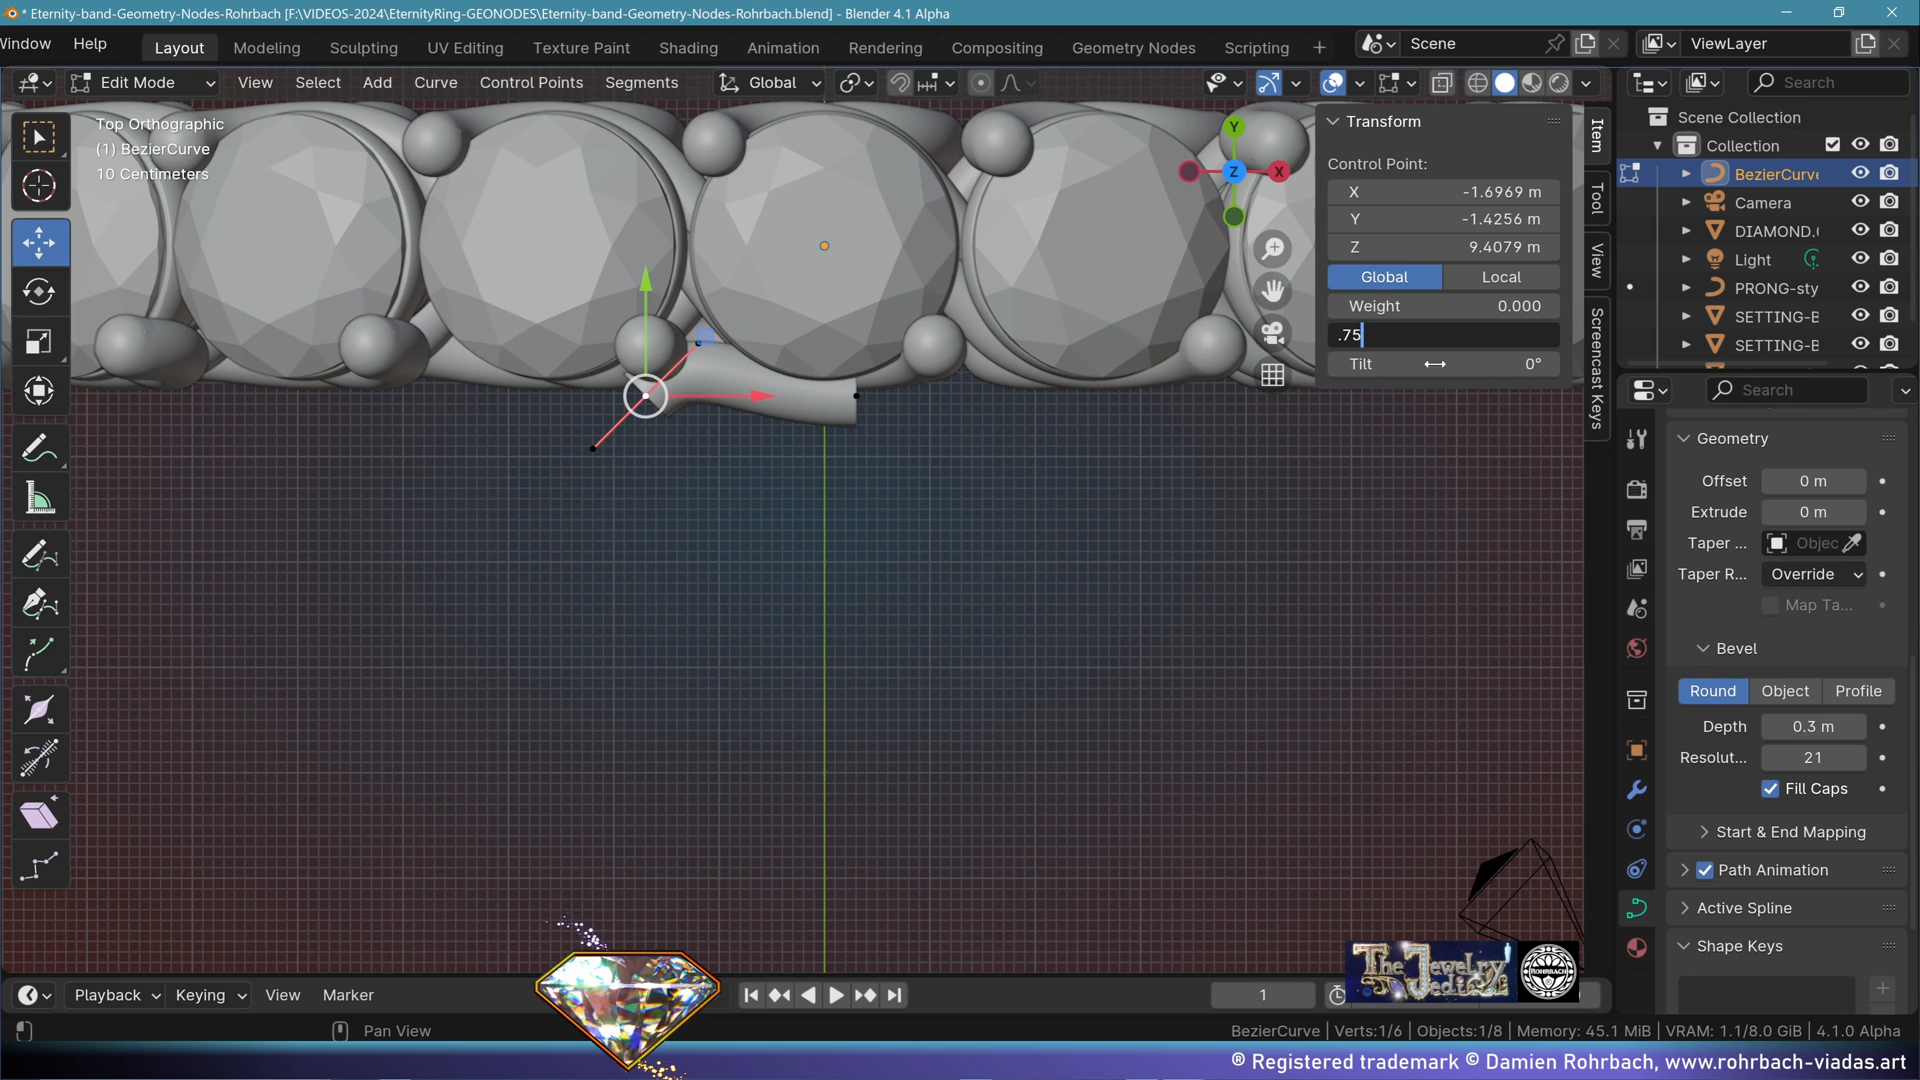 * Eternity-band-Geometry-Nodes-Rohrbach [F:\VIDEOS-2024\EternityRing-GEONODES\Eternity-band-Geometry-Nodes-Rohrbach.blend] - Blender 4.1 Alpha
Window Help Layout Modeling Sculpting UV Editing Texture Paint Shading Animation Rendering Compositing Geometry Nodes Scripting + Scene ViewLayer
Edit Mode View Select Add Curve Control Points Segments Global Search
Top Orthographic
(1) BezierCurve
10 Centimeters
Y
Z
X
Transform
Control Point:
X -1.6969 m
Y -1.4256 m
Z 9.4079 m
Global Local
Weight 0.000
.75
Tilt 0°
Item
Tool
View
Screencast Keys
Scene Collection
Collection
BezierCurve
Camera
DIAMOND.
Light
PRONG-sty
SETTING-B
SETTING-B
Search
Geometry
Offset 0 m
Extrude 0 m
Taper ... Objec
Taper R... Override
Map Ta...
Bevel
Round Object Profile
Depth 0.3 m
Resolut... 21
Fill Caps
Start & End Mapping
Path Animation
Active Spline
Shape Keys
The Jewelry Jedi
ROHRBACH
Playback Keying View Marker 1
Pan View BezierCurve | Verts:1/6 | Objects:1/8 | Memory: 45.1 MiB | VRAM: 1.1/8.0 GiB | 4.1.0 Alpha
® Registered trademark © Damien Rohrbach, www.rohrbach-viadas.art